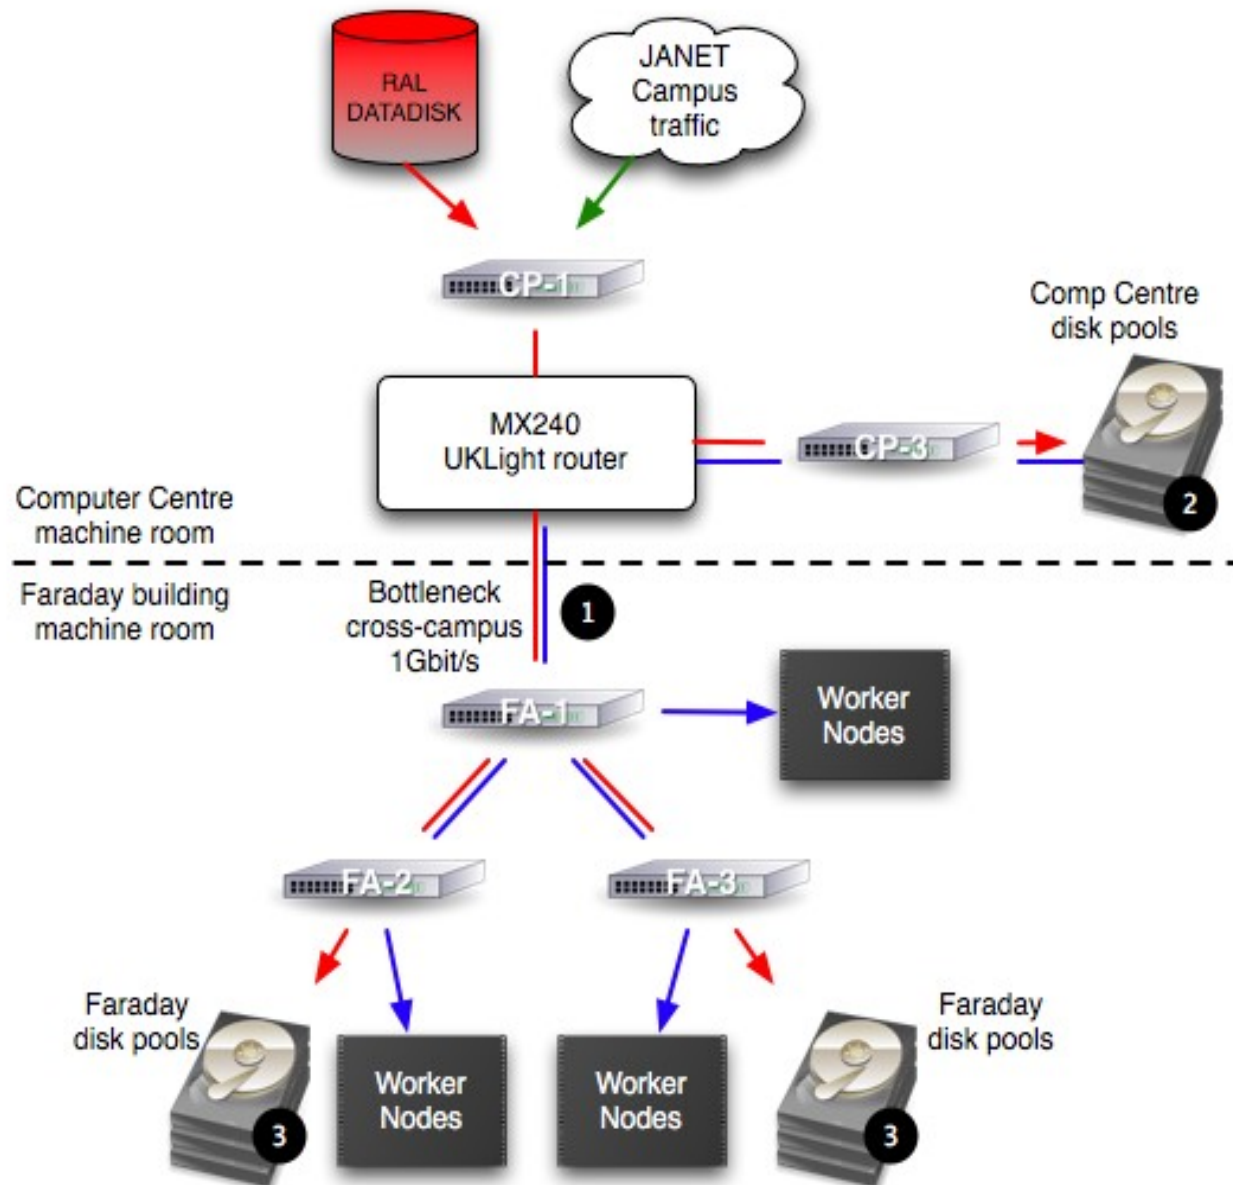 RAL
DATADISK
JANET
Campus
traffic
CP-1
Comp Centre
disk pools
MX240
UKLight router
CP-3
2
Computer Centre
machine room
Faraday building
machine room
Bottleneck
cross-campus
1Gbit/s
1
FA-1
Worker
Nodes
FA-2
FA-3
Faraday
disk pools
3
Worker
Nodes
Worker
Nodes
Faraday
disk pools
3